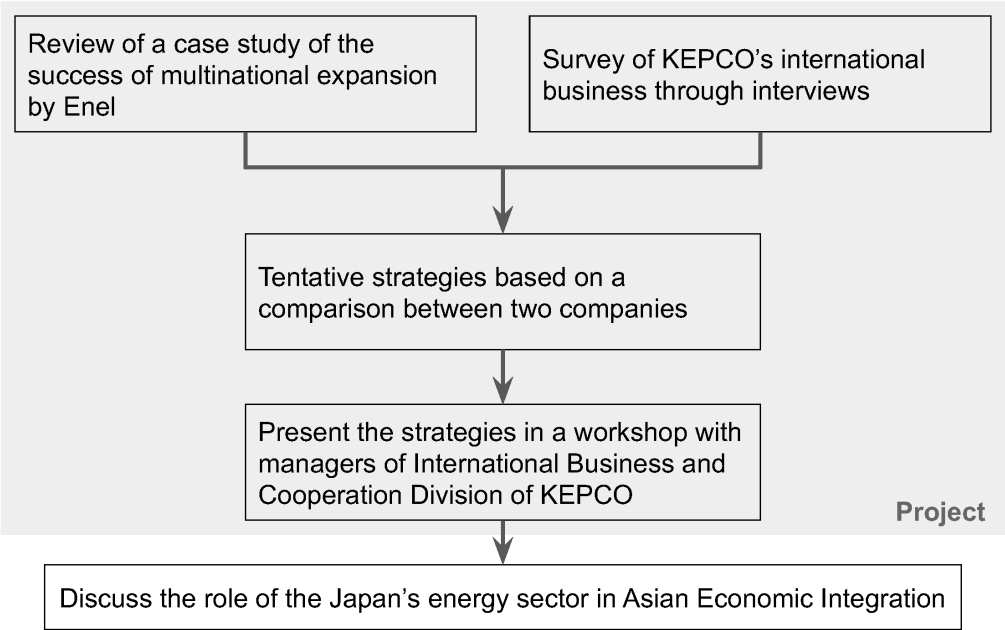 Review of a case study of the
success of multinational expansion
by Enel
Survey of KEPCO’s international
business through interviews
Tentative strategies based on a
comparison between two companies
Present the strategies in a workshop with
managers of International Business and
Cooperation Division of KEPCO
Project
Discuss the role of the Japan’s energy sector in Asian Economic Integration